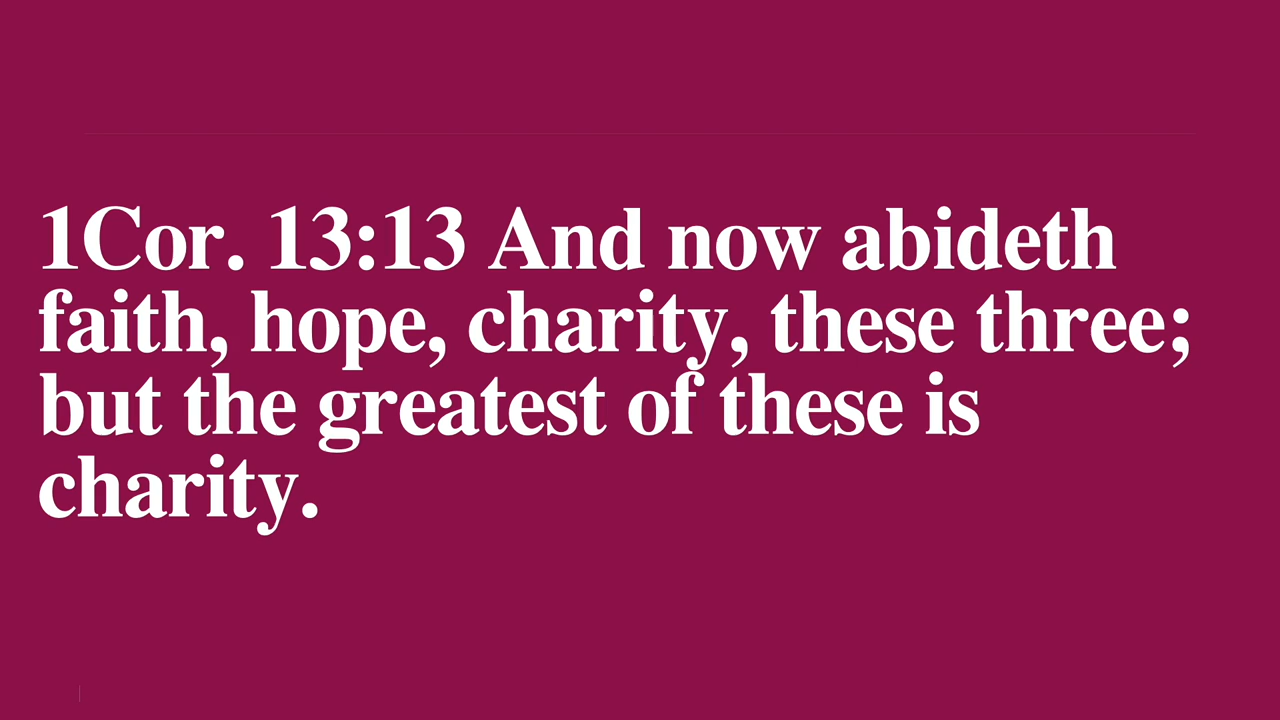 1Cor. 13:13 And now abideth
faith, hope, charity, these three;
but the greatest of these is
charity.